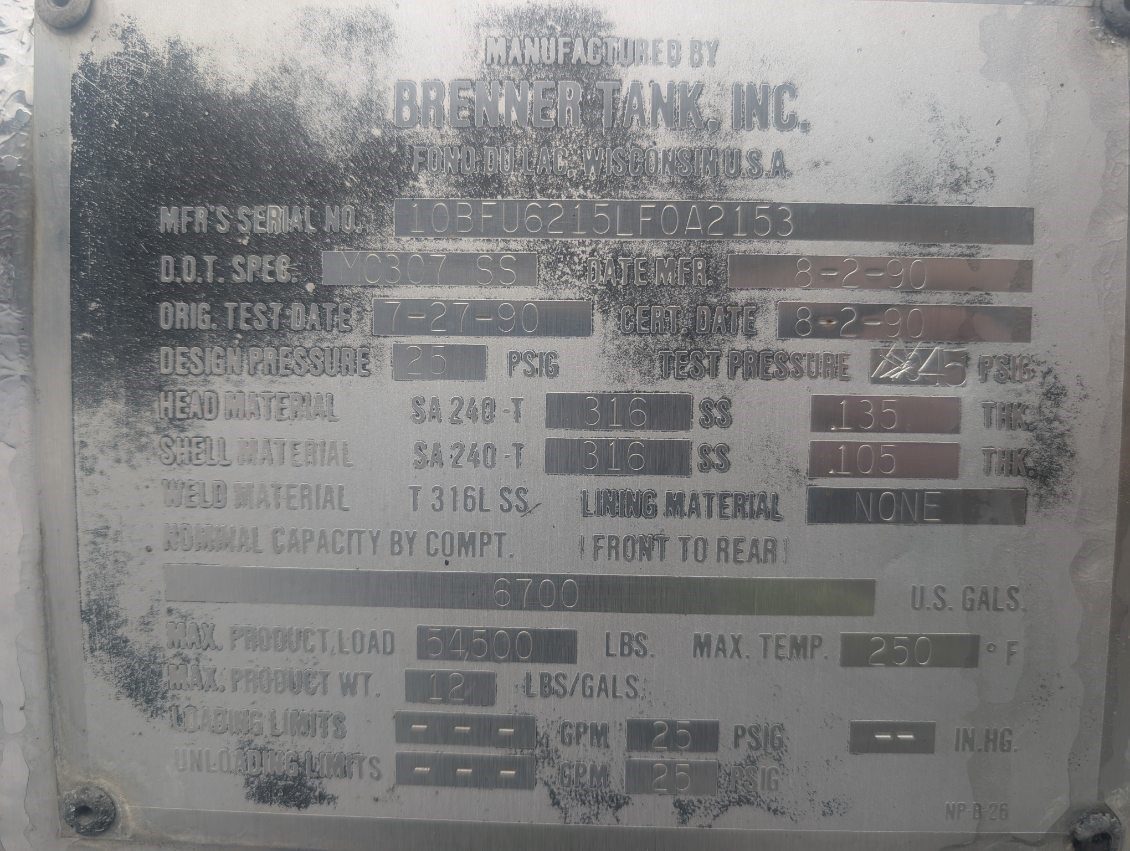 MANUFACTURED BY
BRENNER TANK, INC.
FOND DU LAC, WISCONSIN U.S.A.
MFR'S SERIAL NO. 10BFU6215LF0A2153
D.O.T. SPEC. MC307 SS DATE MFR. 8-2-90
ORIG. TEST DATE 7-27-90 CERT. DATE 8-2-90
DESIGN PRESSURE 25 PSIG TEST PRESSURE 45 PSIG
HEAD MATERIAL SA 240-T 316 SS .135 THK.
SHELL MATERIAL SA 240-T 316 SS .105 THK.
WELD MATERIAL T 316L SS LINING MATERIAL NONE
NOMINAL CAPACITY BY COMPT. (FRONT TO REAR)
6700 U.S. GALS.
MAX. PRODUCT LOAD 54,500 LBS. MAX. TEMP. 250 °F
MAX. PRODUCT WT. 12 LBS/GALS.
LOADING LIMITS --- GPM 25 PSIG -- IN.HG.
UNLOADING LIMITS --- GPM 25 PSIG
NP B-26